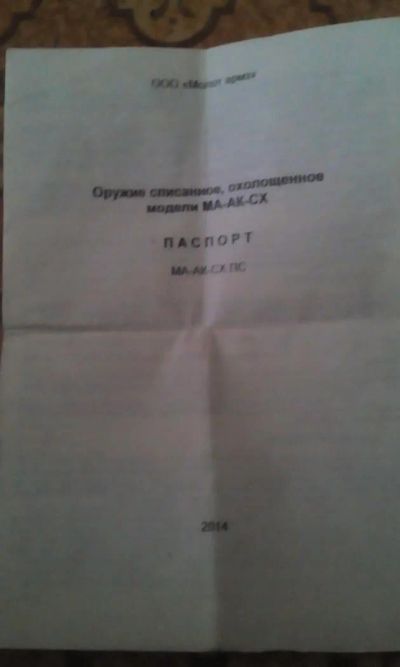 ООО «Молот армз»
Оружие списанное, охолощенное
модели МА-АК-СХ
ПАСПОРТ
МА-АК-СХ ПС
2014